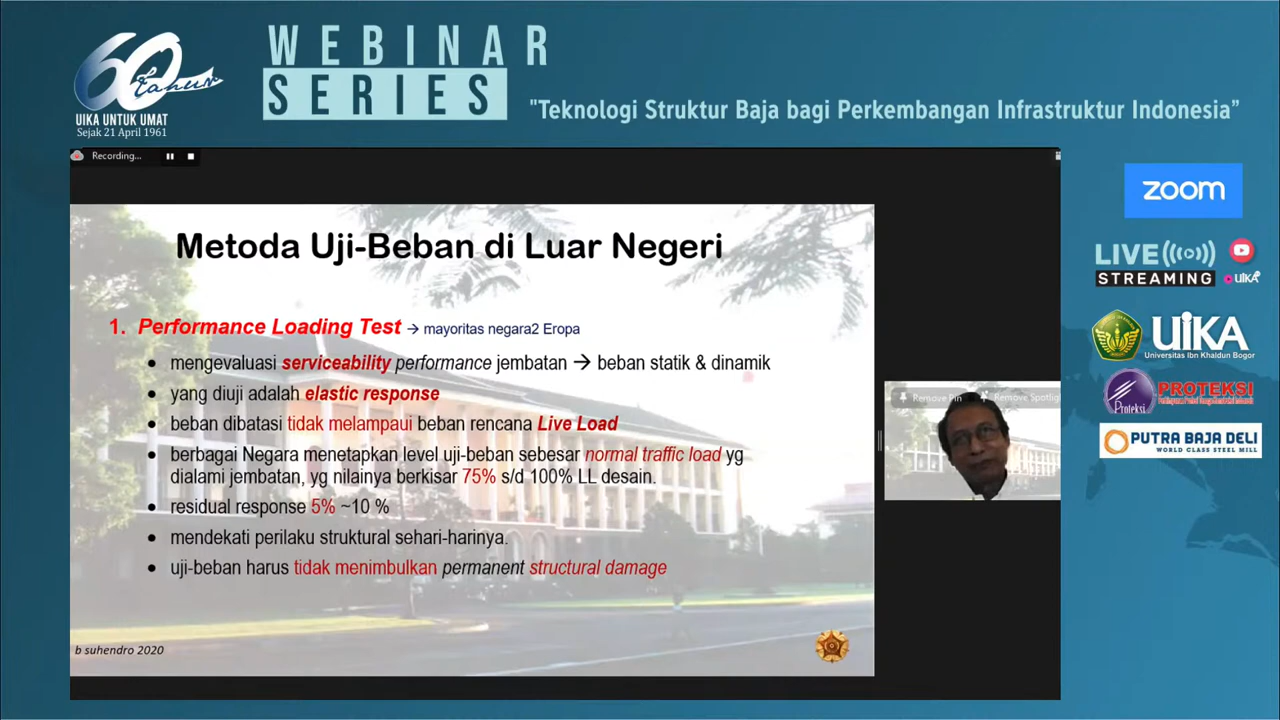 60
Tahun
UIKA UNTUK UMAT
Sejak 21 April 1961
WEBINAR
SERIES
"Teknologi Struktur Baja bagi Perkembangan Infrastruktur Indonesia"
Recording...
Metoda Uji-Beban di Luar Negeri
1. Performance Loading Test → mayoritas negara2 Eropa
• mengevaluasi serviceability performance jembatan → beban statik & dinamik
• yang diuji adalah elastic response
• beban dibatasi tidak melampaui beban rencana Live Load
• berbagai Negara menetapkan level uji-beban sebesar normal traffic load yg
dialami jembatan, yg nilainya berkisar 75% s/d 100% LL desain.
• residual response 5% ~10 %
• mendekati perilaku struktural sehari-harinya.
• uji-beban harus tidak menimbulkan permanent structural damage
b suhendro 2020
Remove Pin
Remove Spotlig
zoom
LIVE
STREAMING
UIKA
UIKA
Universitas Ibn Khaldun Bogor
Proteksi
PROTEKSI
PUTRA BAJA DELI
WORLD CLASS STEEL MILL